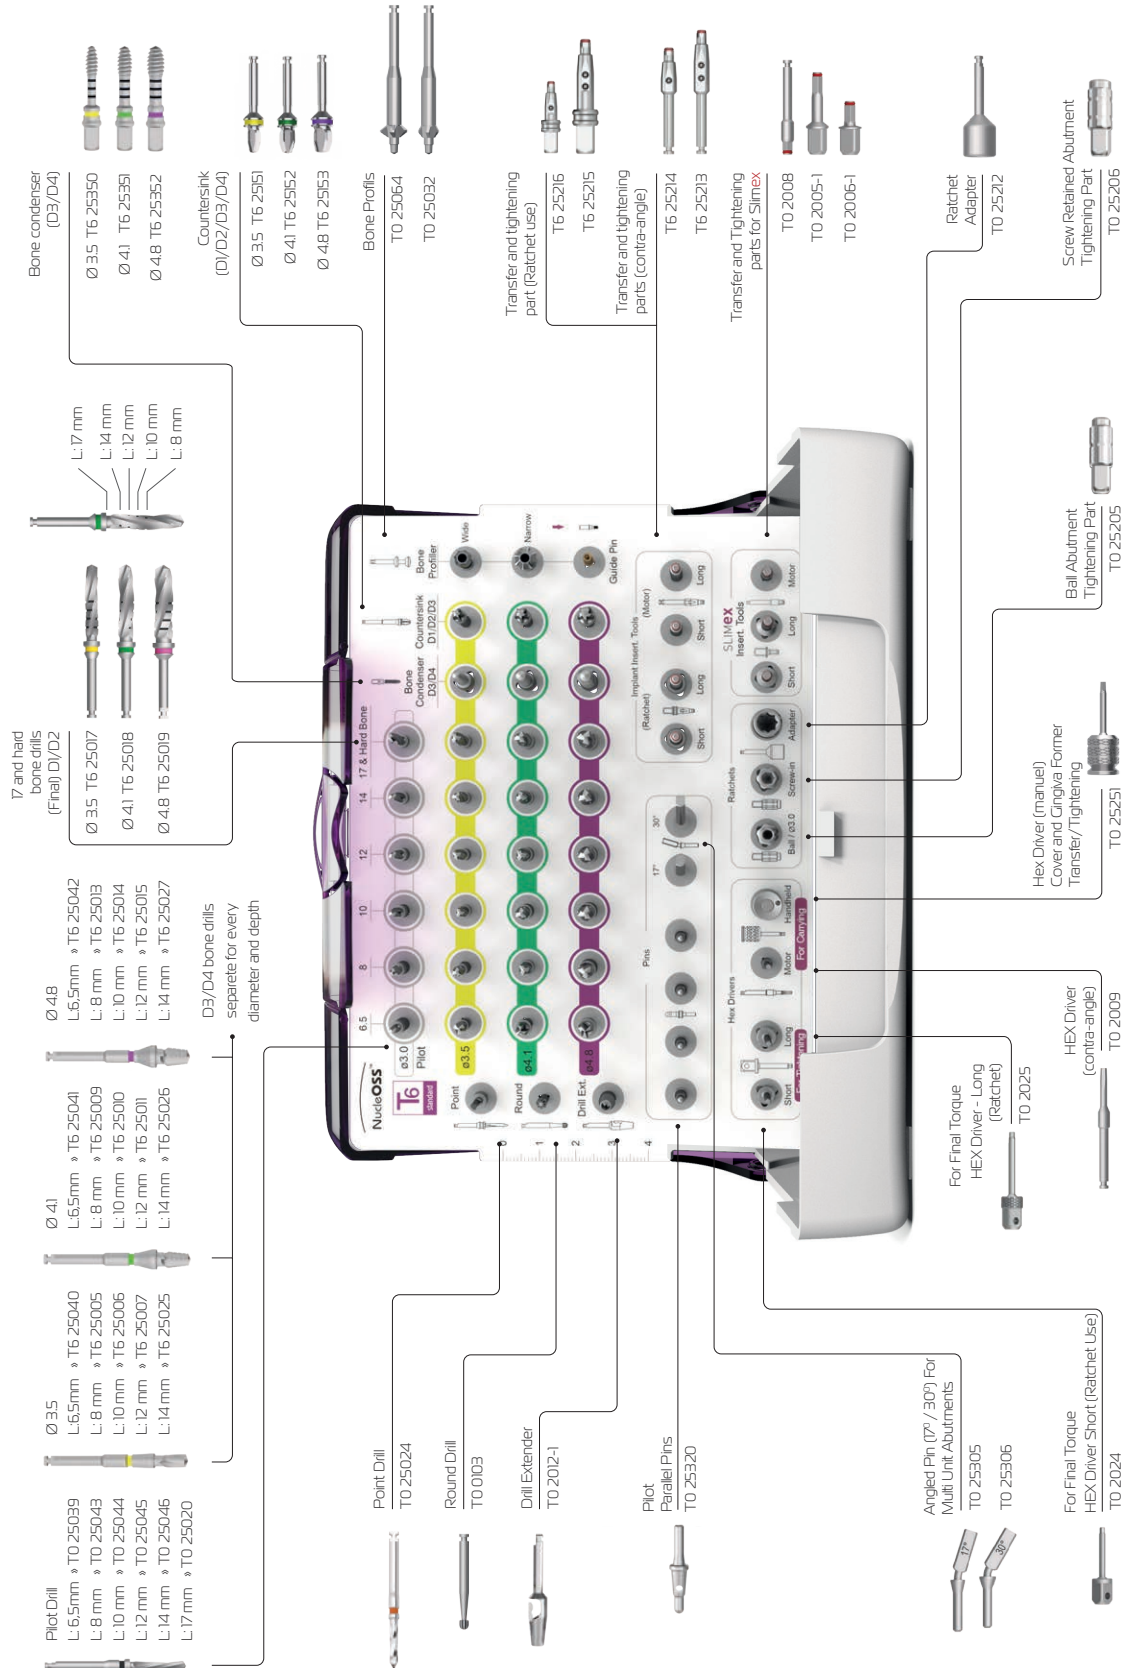 Pilot Drill
L: 6,5mm » T0 25039
L: 8 mm » T0 25043
L: 10 mm » T0 25044
L: 12 mm » T0 25045
L: 14 mm » T0 25046
L: 17 mm » T0 25020
Ø 3.5
L:6,5mm » T6 25040
L: 8 mm » T6 25005
L: 10 mm » T6 25006
L: 12 mm » T6 25007
L: 14 mm » T6 25025
Ø 4.1
L:6,5mm » T6 25041
L: 8 mm » T6 25009
L: 10 mm » T6 25010
L: 12 mm » T6 25011
L: 14 mm » T6 25026
Ø 4.8
L:6,5mm » T6 25042
L: 8 mm » T6 25013
L: 10 mm » T6 25014
L: 12 mm » T6 25015
L: 14 mm » T6 25027
D3/D4 bone drills
separete for every
diameter and depth
17 and hard
bone drills
(Final) D1/D2
Ø 3.5 T6 25017
Ø 4.1 T6 25018
Ø 4.8 T6 25019
L: 17 mm
L: 14 mm
L: 12 mm
L: 10 mm
L: 8 mm
Bone condenser
(D3/D4)
Ø 3.5 T6 25350
Ø 4.1 T6 25351
Ø 4.8 T6 25352
Countersink
(D1/D2/D3/D4)
Ø 3.5 T6 25151
Ø 4.1 T6 25152
Ø 4.8 T6 25153
Bone Profils
T0 25064
T0 25032
Transfer and tightening
part (Ratchet use)
T6 25216
T6 25215
Transfer and tightening
parts (contra-angle)
T6 25214
T6 25213
Transfer and Tightening
parts for Slimex
T0 2008
T0 2005-1
T0 2006-1
Ratchet
Adapter
T0 25212
Screw Retained Abutment
Tightening Part
T0 25206
Point Drill
T0 25024
Round Drill
T0 0103
Drill Extender
T0 2012-1
Pilot
Parallel Pins
T0 25320
Angled Pin (17º / 30º) For
Multi Unit Abutments
T0 25305
T0 25306
17°
30°
For Final Torque
HEX Driver Short (Ratchet Use)
T0 2024
For Final Torque
HEX Driver - Long
(Ratchet)
T0 2025
HEX Driver
(contra-angle)
T0 2009
Hex Driver (manuel)
Cover and Gingiva Former
Transfer/Tightening
T0 25251
Ball Abutment
Tightening Part
T0 25205
NucleOSS
T6
standard
ø3.0
Pilot
6.5
8
10
12
14
17 & Hard Bone
Bone
Condenser
D3/D4
Countersink
D1/D2/D3
Bone
Profiller
Point
ø3.5
Wide
Round
ø4.1
Narrow
Drill Ext.
ø4.8
Guide Pin
0
1
2
3
4
Pins
17°
30°
Implant Insert. Tools
(Ratchet)
(Motor)
Short
Long
Short
Long
Hex Drivers
Short
Long
Motor
Handheld
For Carrying
Ratchets
Ball / ø3.0
Screw-in
Adapter
SLIMex
Insert. Tools
Short
Long
Motor